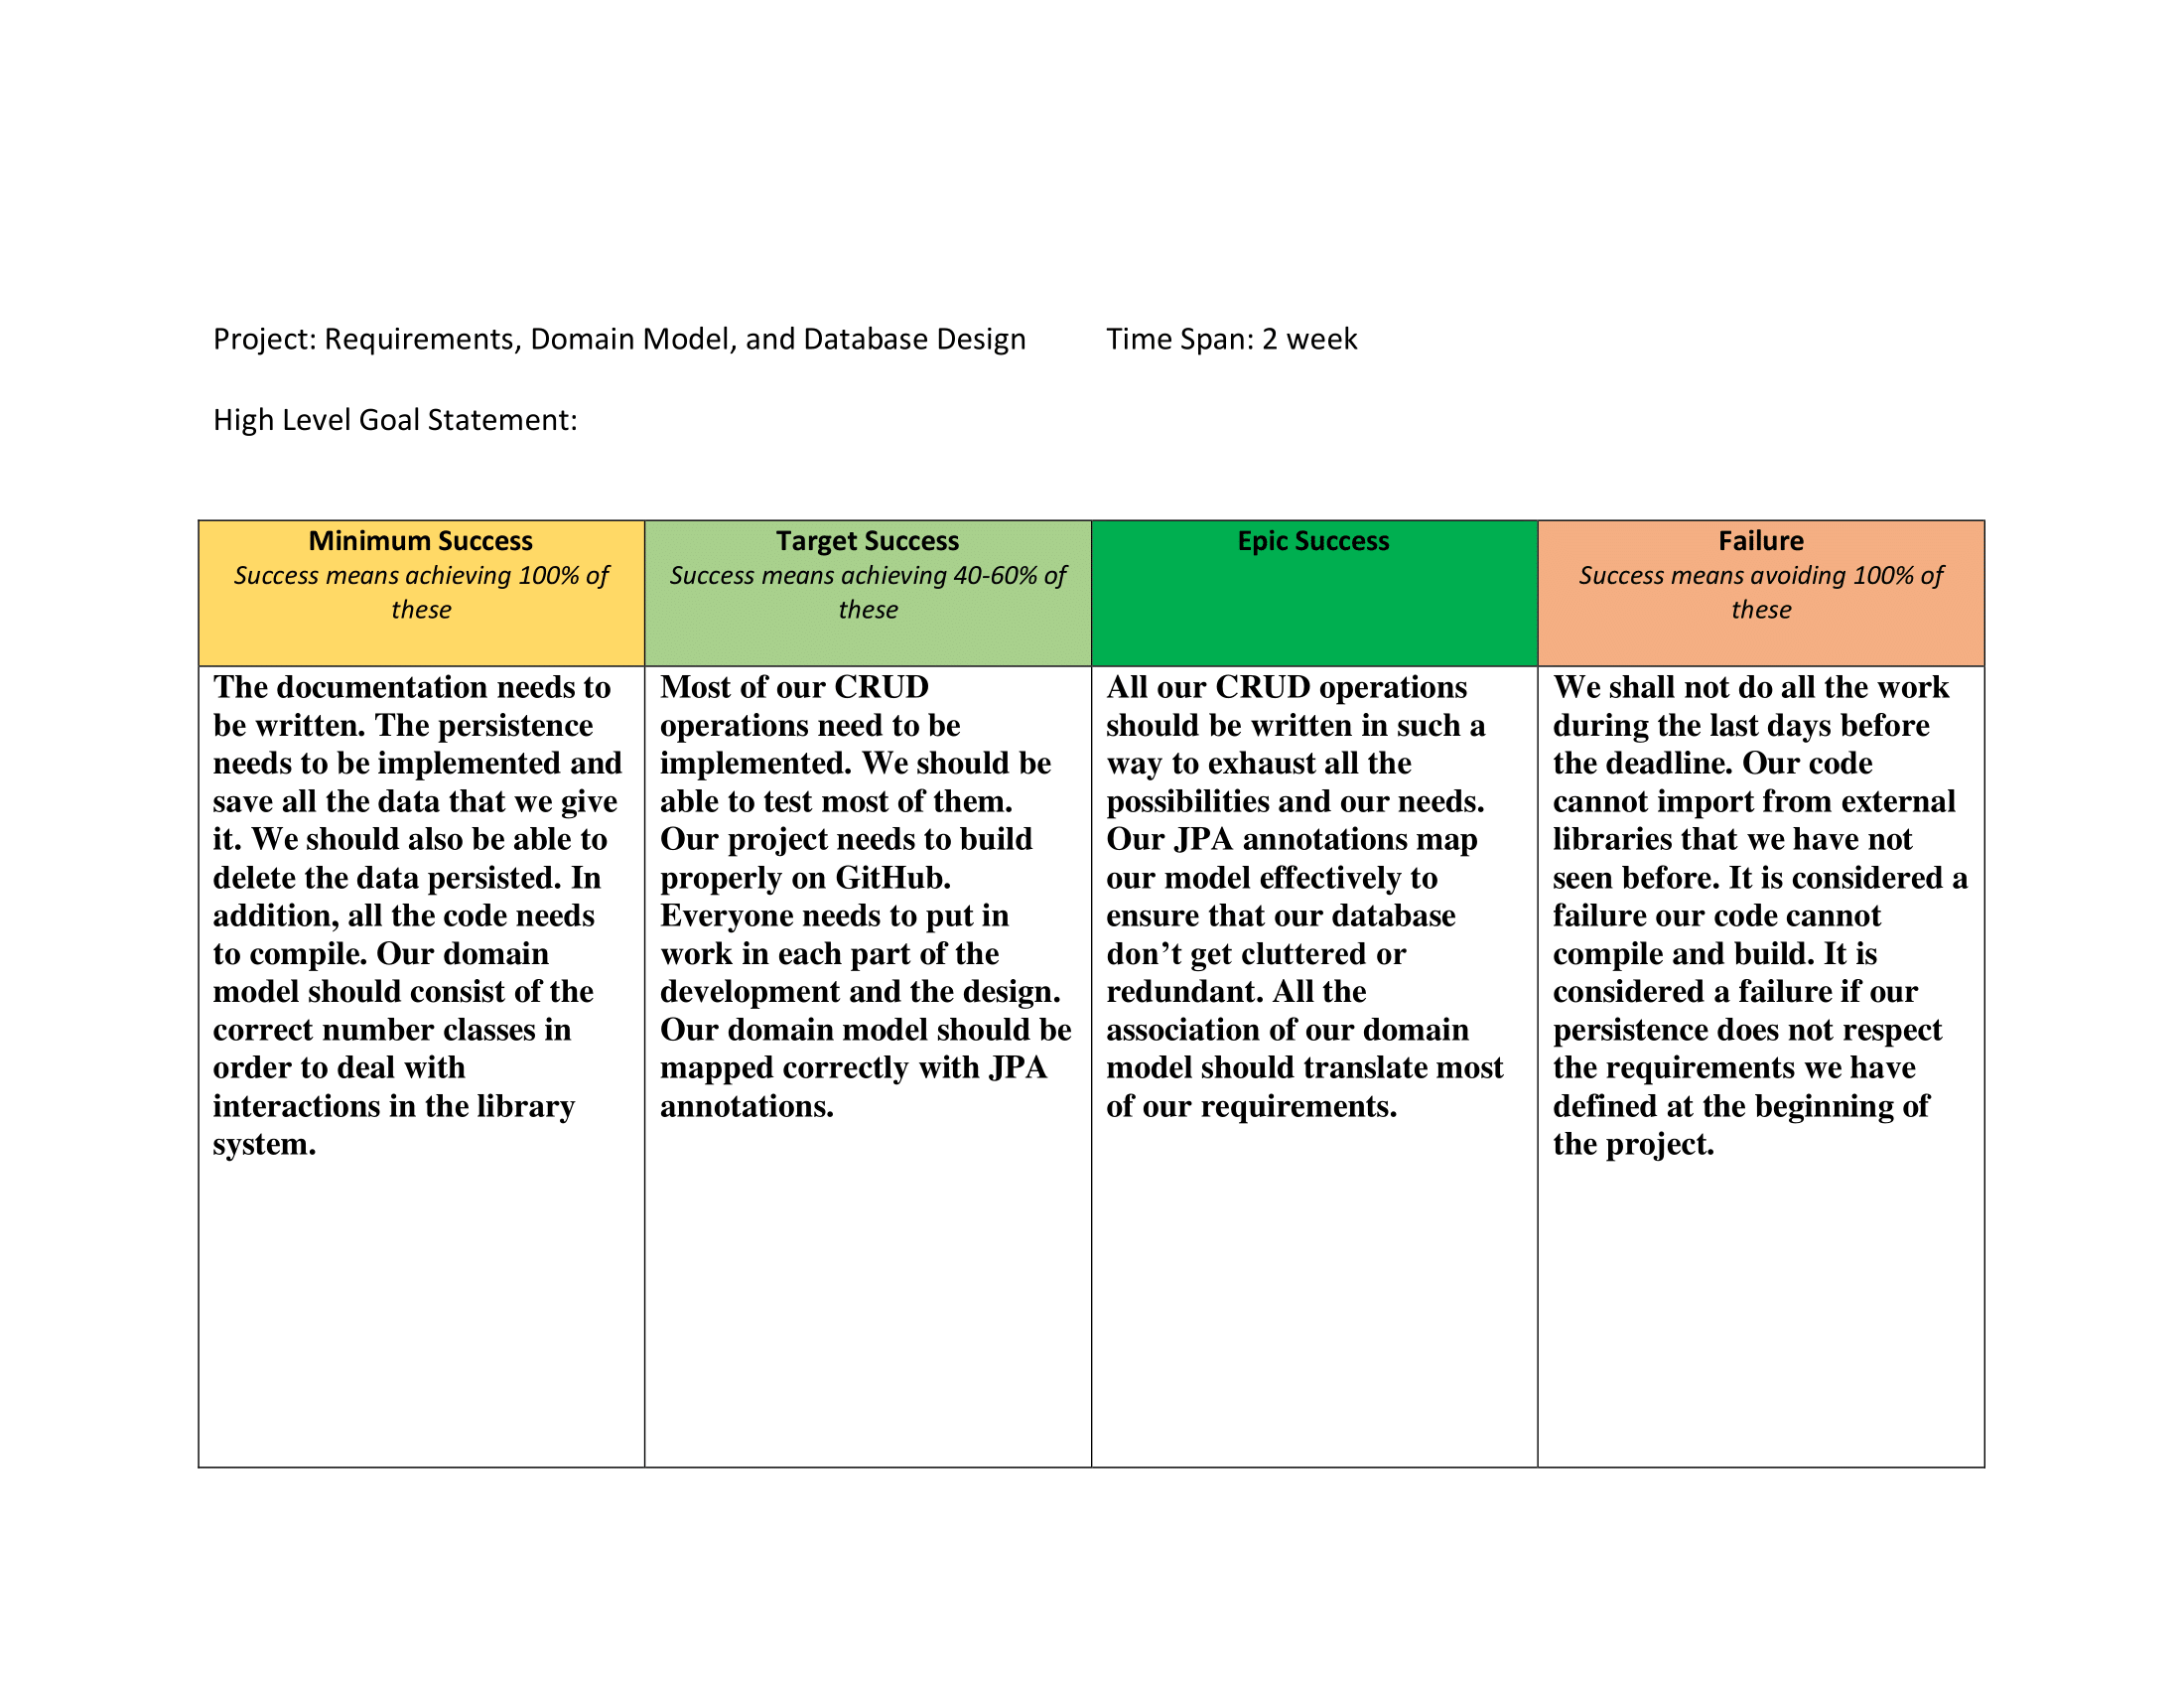 Project: Requirements, Domain Model, and Database Design Time Span: 2 week
High Level Goal Statement:
Minimum Success
Success means achieving 100% of
these
Target Success
Success means achieving 40-60% of
these
Epic Success
Failure
Success means avoiding 100% of
these
The documentation needs to
be written. The persistence
needs to be implemented and
save all the data that we give
it. We should also be able to
delete the data persisted. In
addition, all the code needs
to compile. Our domain
model should consist of the
correct number classes in
order to deal with
interactions in the library
system.
Most of our CRUD
operations need to be
implemented. We should be
able to test most of them.
Our project needs to build
properly on GitHub.
Everyone needs to put in
work in each part of the
development and the design.
Our domain model should be
mapped correctly with JPA
annotations.
All our CRUD operations
should be written in such a
way to exhaust all the
possibilities and our needs.
Our JPA annotations map
our model effectively to
ensure that our database
don’t get cluttered or
redundant. All the
association of our domain
model should translate most
of our requirements.
We shall not do all the work
during the last days before
the deadline. Our code
cannot import from external
libraries that we have not
seen before. It is considered a
failure our code cannot
compile and build. It is
considered a failure if our
persistence does not respect
the requirements we have
defined at the beginning of
the project.